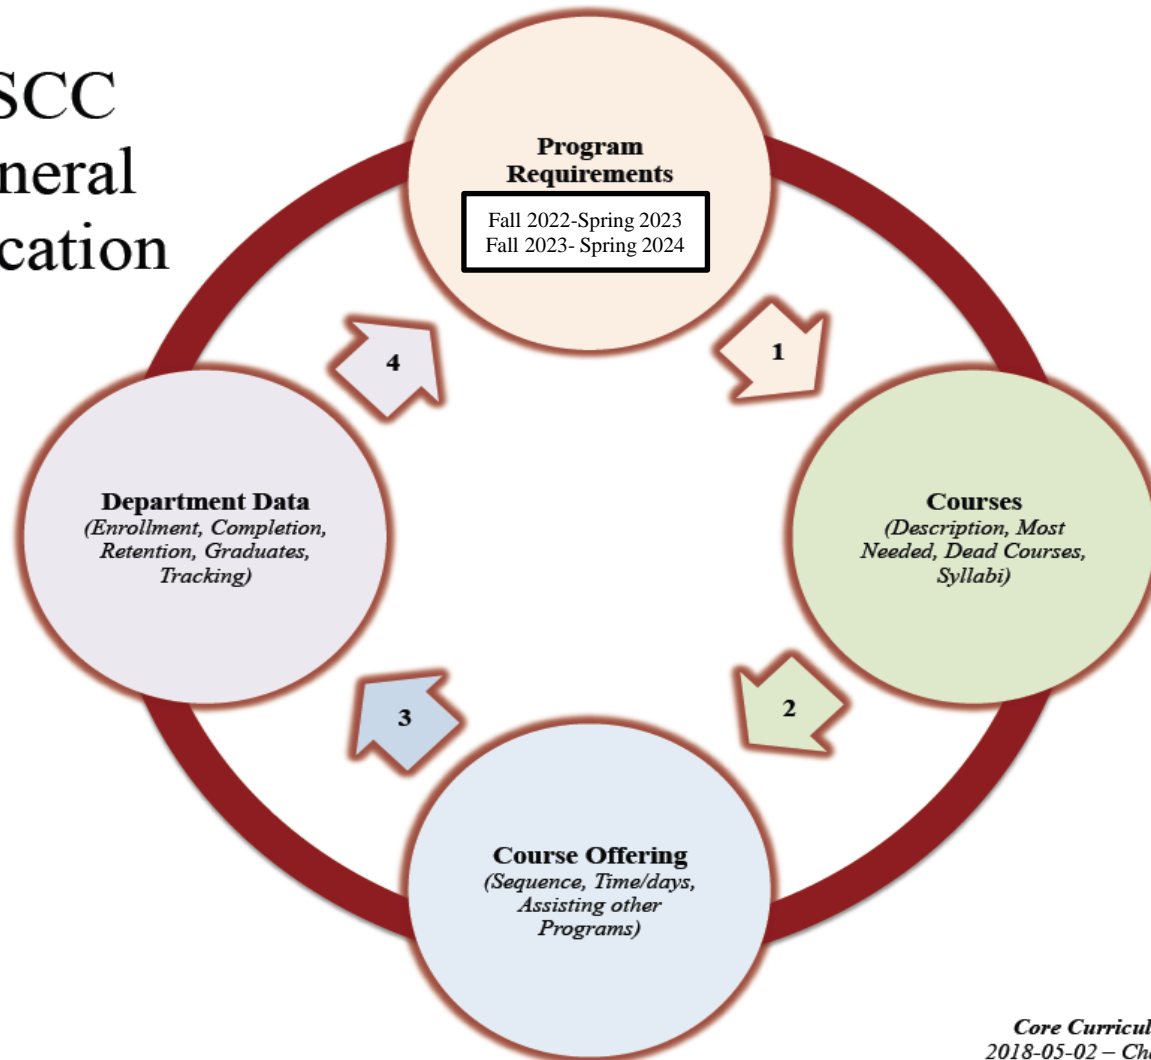 SCC
neral
cation
Program
Requirements
Fall 2022-Spring 2023
Fall 2023- Spring 2024
4
1
Department Data
(Enrollment, Completion,
Retention, Graduates,
Tracking)
Courses
(Description, Most
Needed, Dead Courses,
Syllabi)
3
2
Course Offering
(Sequence, Time/days,
Assisting other
Programs)
Core Curricul
2018-05-02 – Cha